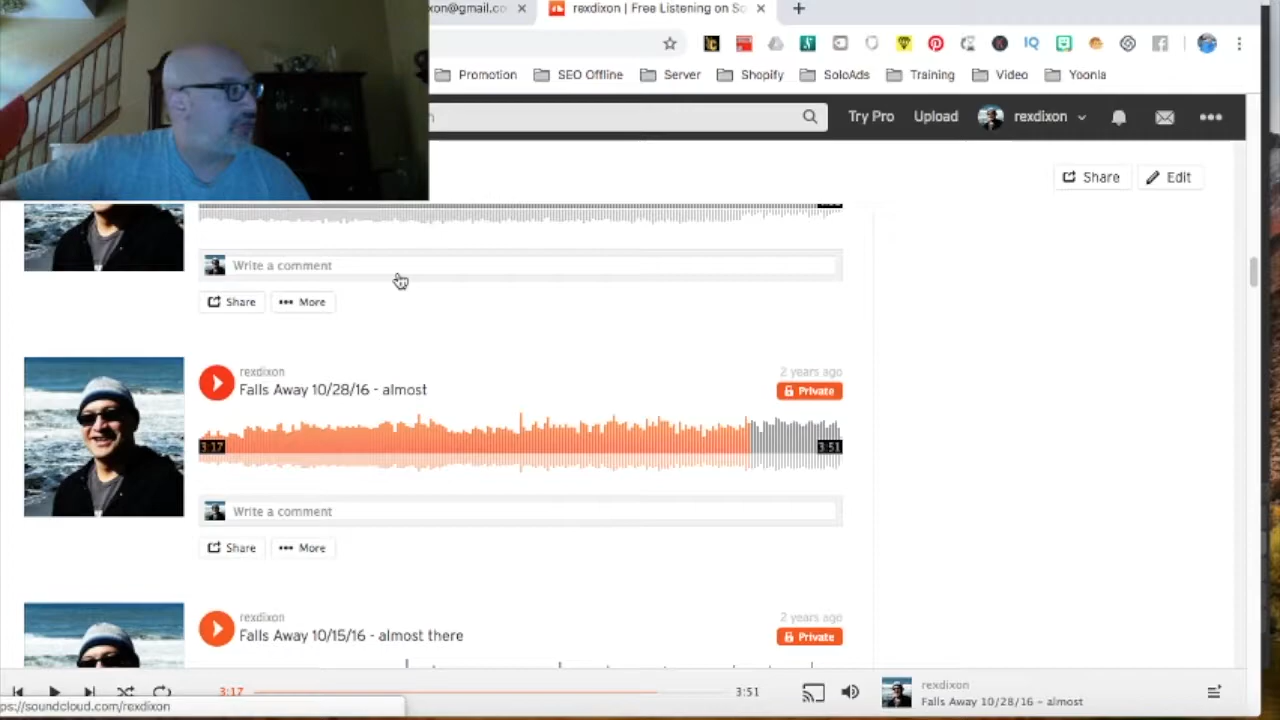 xon@gmail.co
rexdixon | Free Listening on So
Promotion
SEO Offline
Server
Shopify
SoloAds
Training
Video
Yoonla
Try Pro
Upload
rexdixon
Share
Edit
Write a comment
Share
More
rexdixon
2 years ago
Falls Away 10/28/16 - almost
Private
3:17
3:51
Write a comment
Share
More
rexdixon
2 years ago
Falls Away 10/15/16 - almost there
Private
3:17
3:51
rexdixon
Falls Away 10/28/16 - almost
ps://soundcloud.com/rexdixon